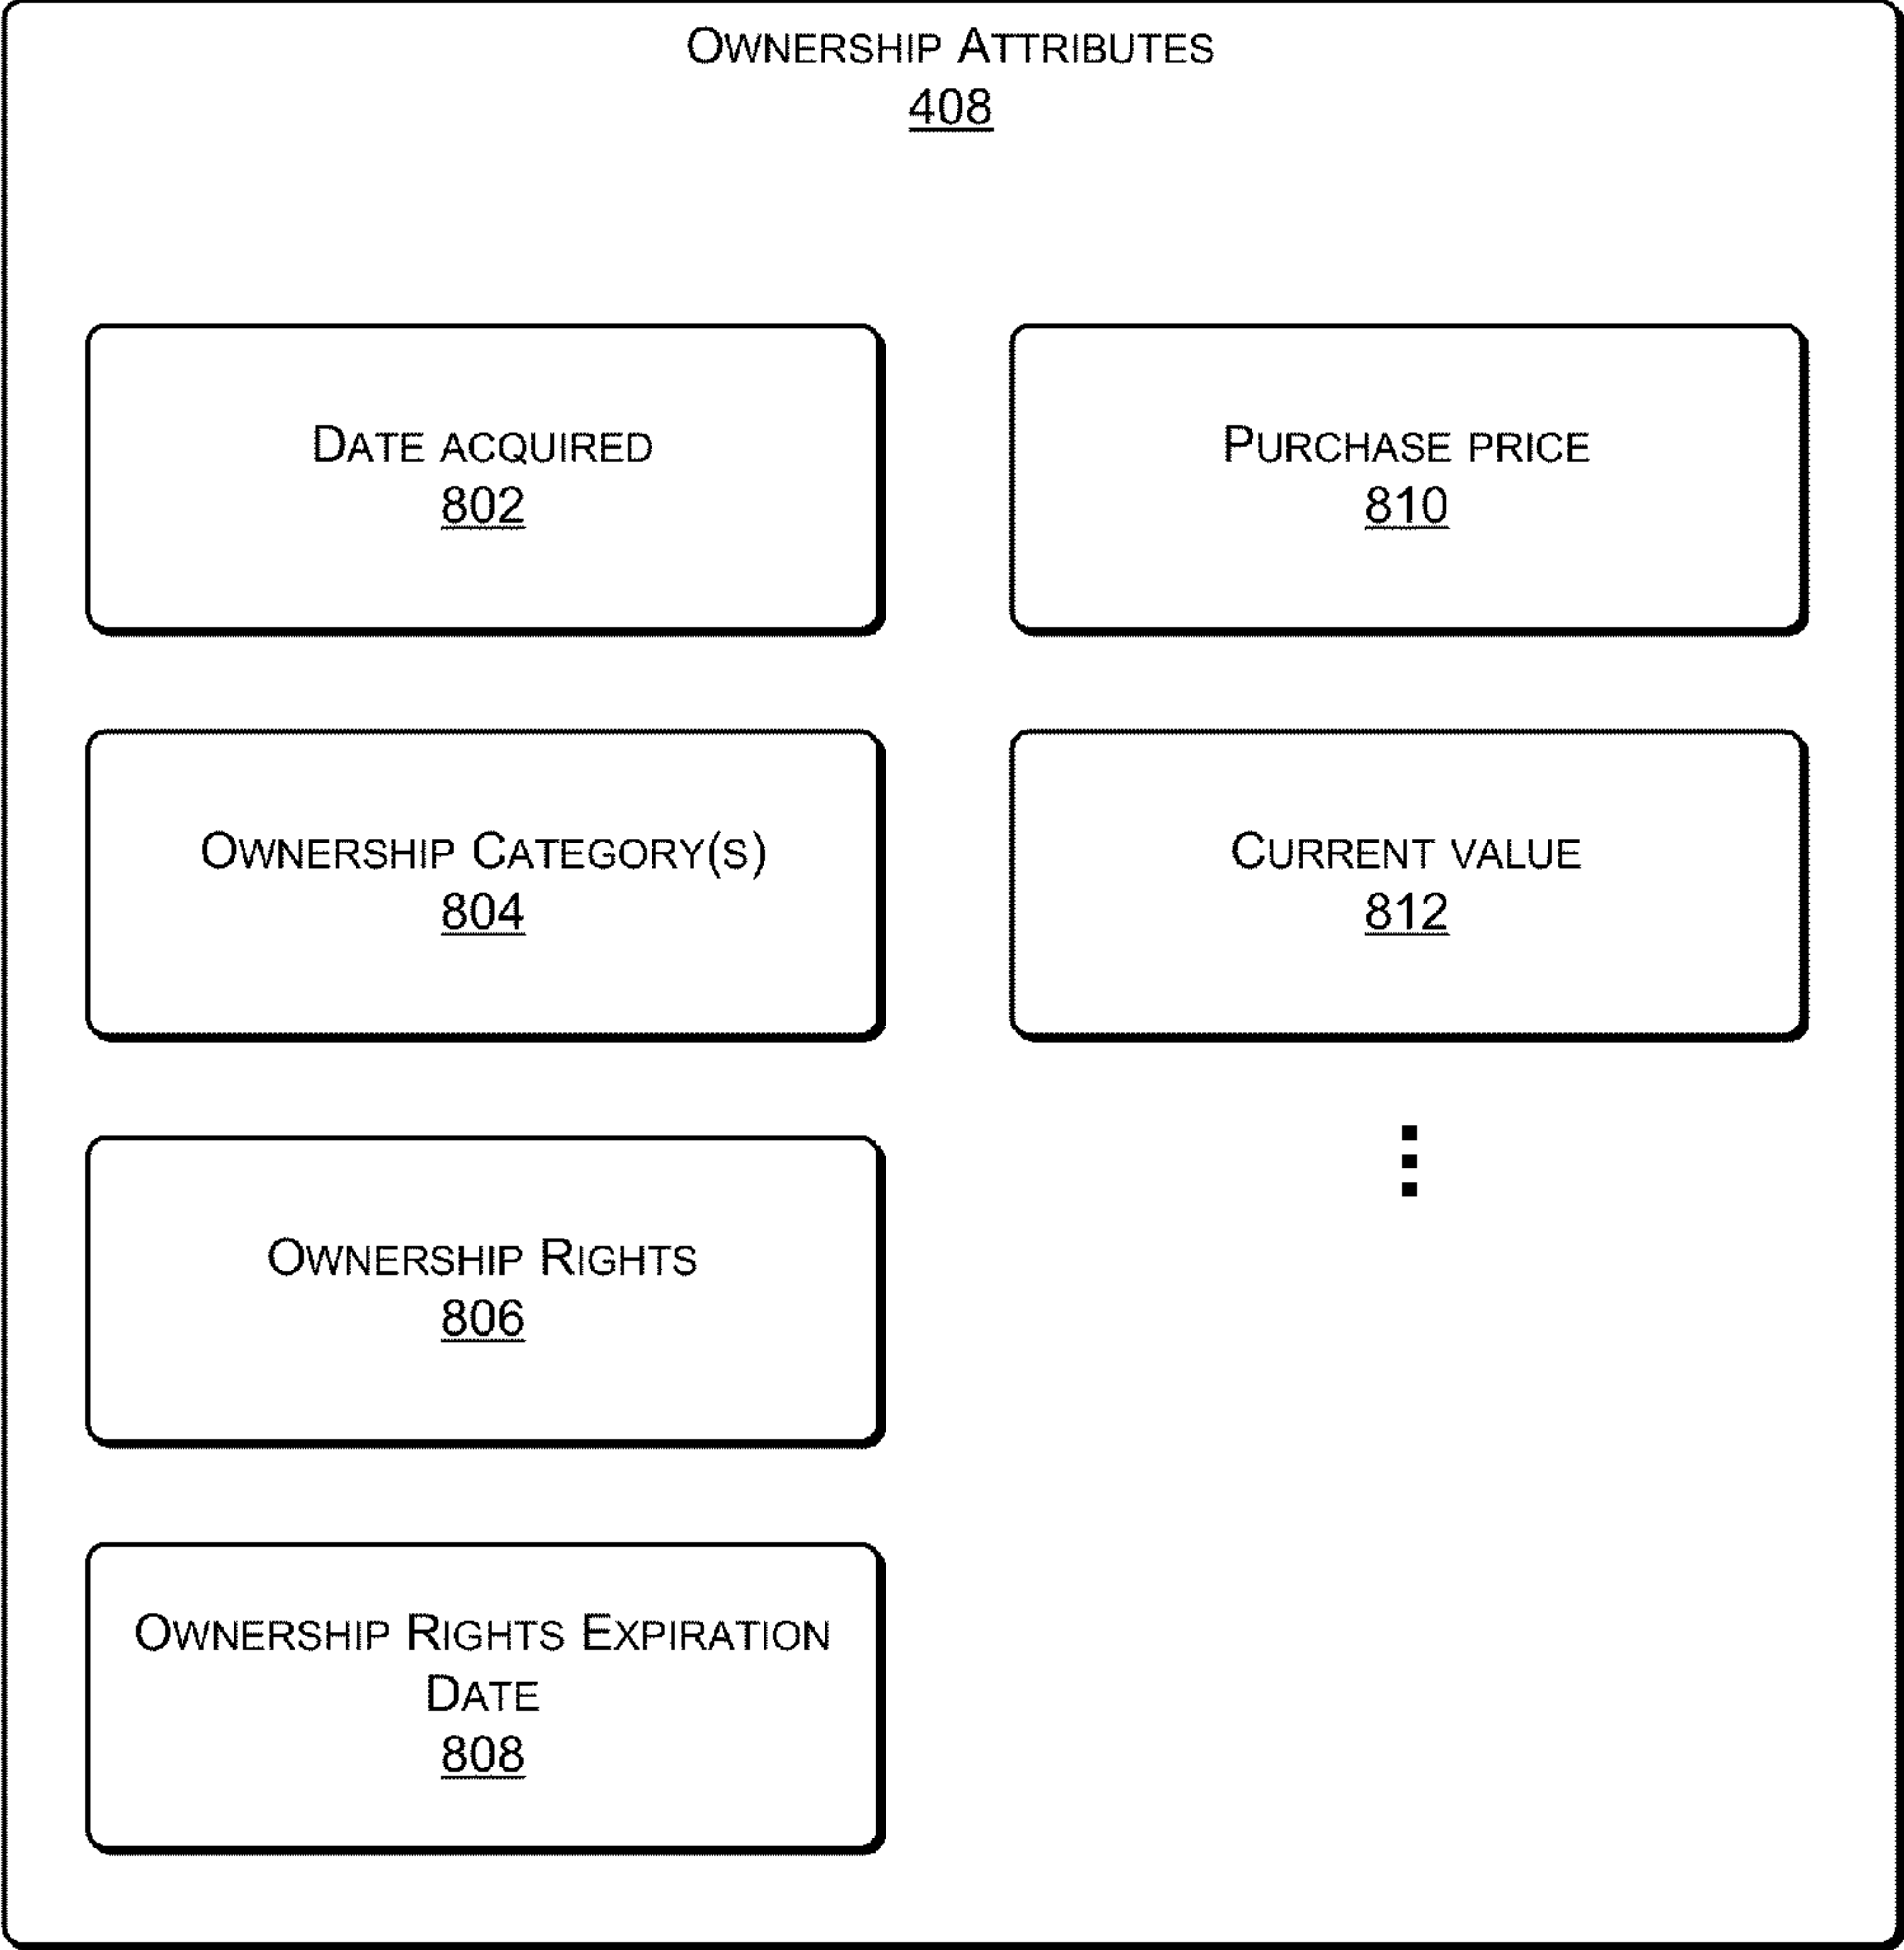 OWNERSHIP ATTRIBUTES
408
DATE ACQUIRED
802
OWNERSHIP CATEGORY(S)
804
OWNERSHIP RIGHTS
806
OWNERSHIP RIGHTS EXPIRATION
DATE
808
PURCHASE PRICE
810
CURRENT VALUE
812